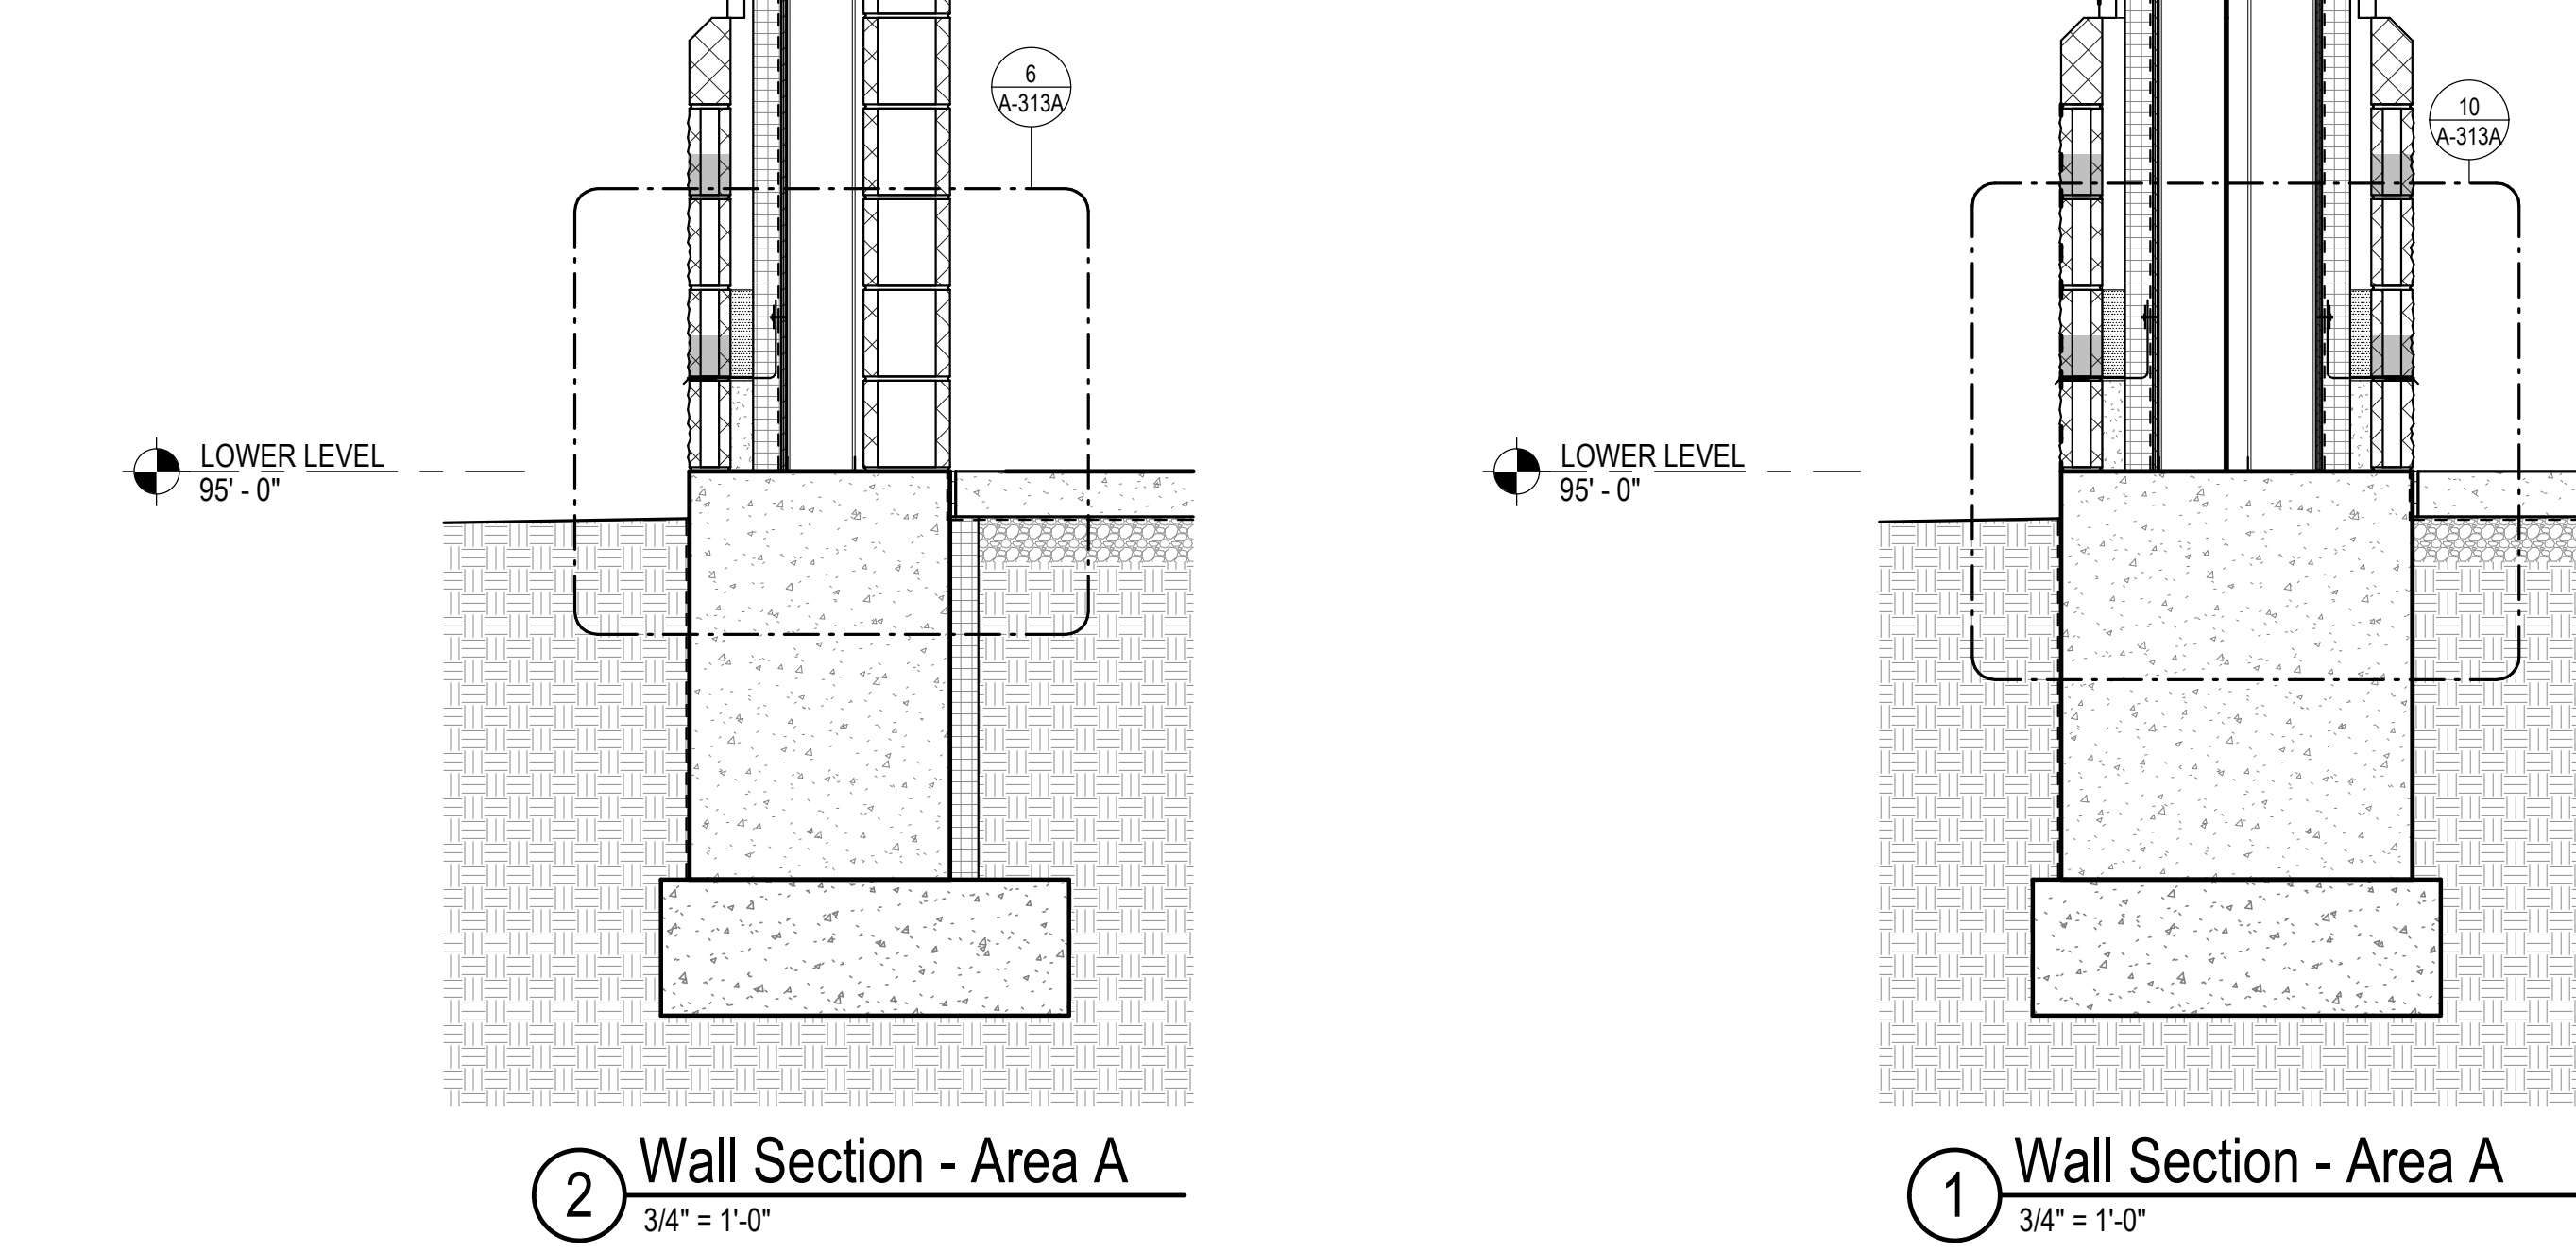 6
A-313A
10
A-313A
LOWER LEVEL
95' - 0"
LOWER LEVEL
95' - 0"
2
Wall Section - Area A
3/4" = 1'-0"
1
Wall Section - Area A
3/4" = 1'-0"